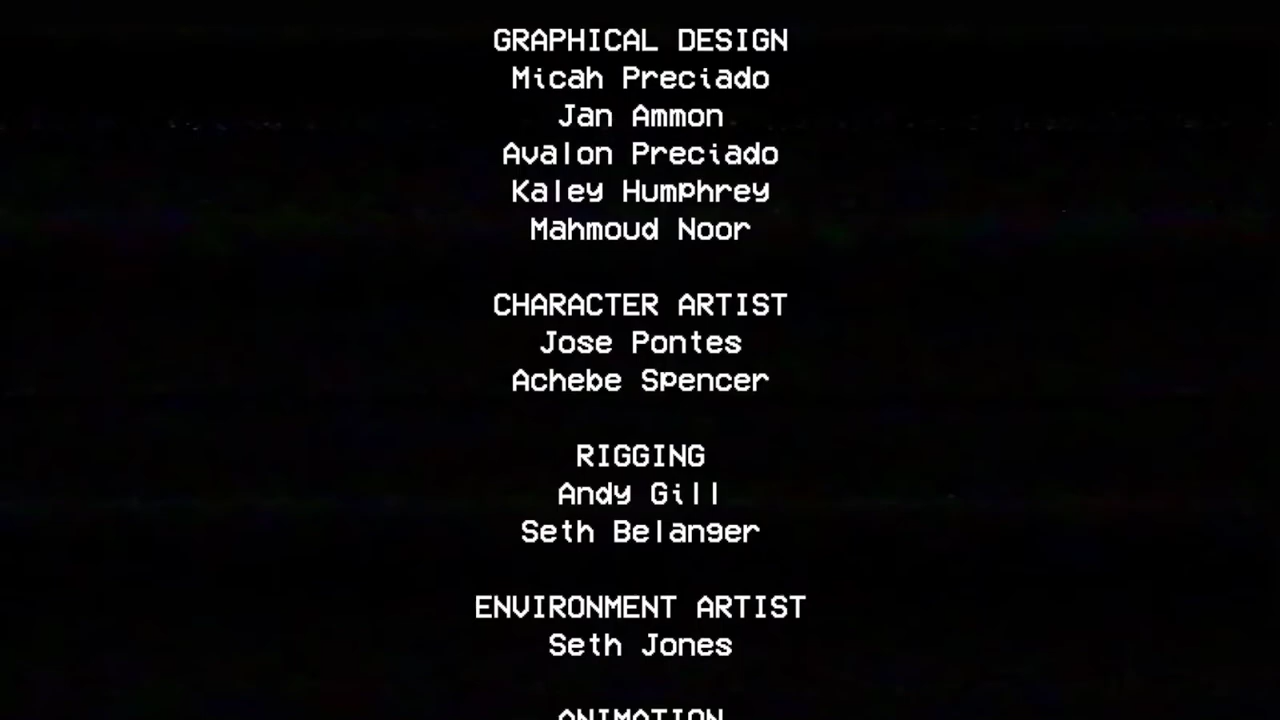 GRAPHICAL DESIGN
Micah Preciado
Jan Ammon
Avalon Preciado
Kaley Humphrey
Mahmoud Noor
CHARACTER ARTIST
Jose Pontes
Achebe Spencer
RIGGING
Andy Gill
Seth Belanger
ENVIRONMENT ARTIST
Seth Jones
ANIMATION